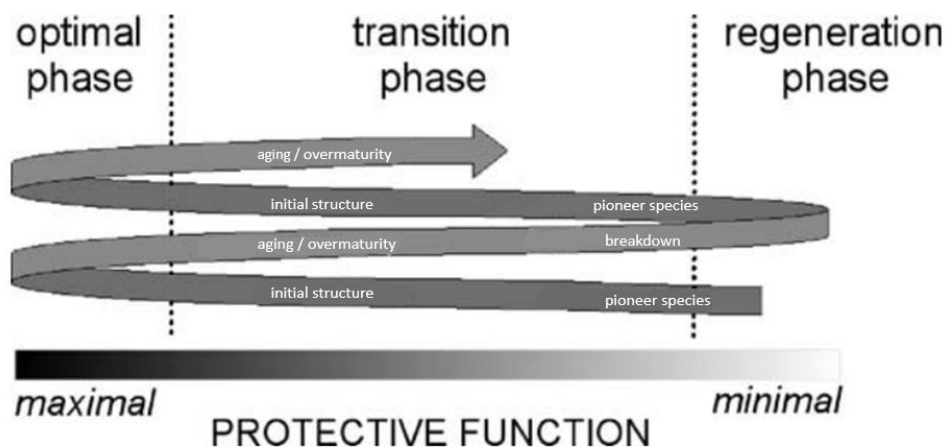 optimal phase
transition phase
regeneration phase
aging / overmaturity
initial structure
pioneer species
aging / overmaturity
breakdown
initial structure
pioneer species
maximal
minimal
PROTECTIVE FUNCTION